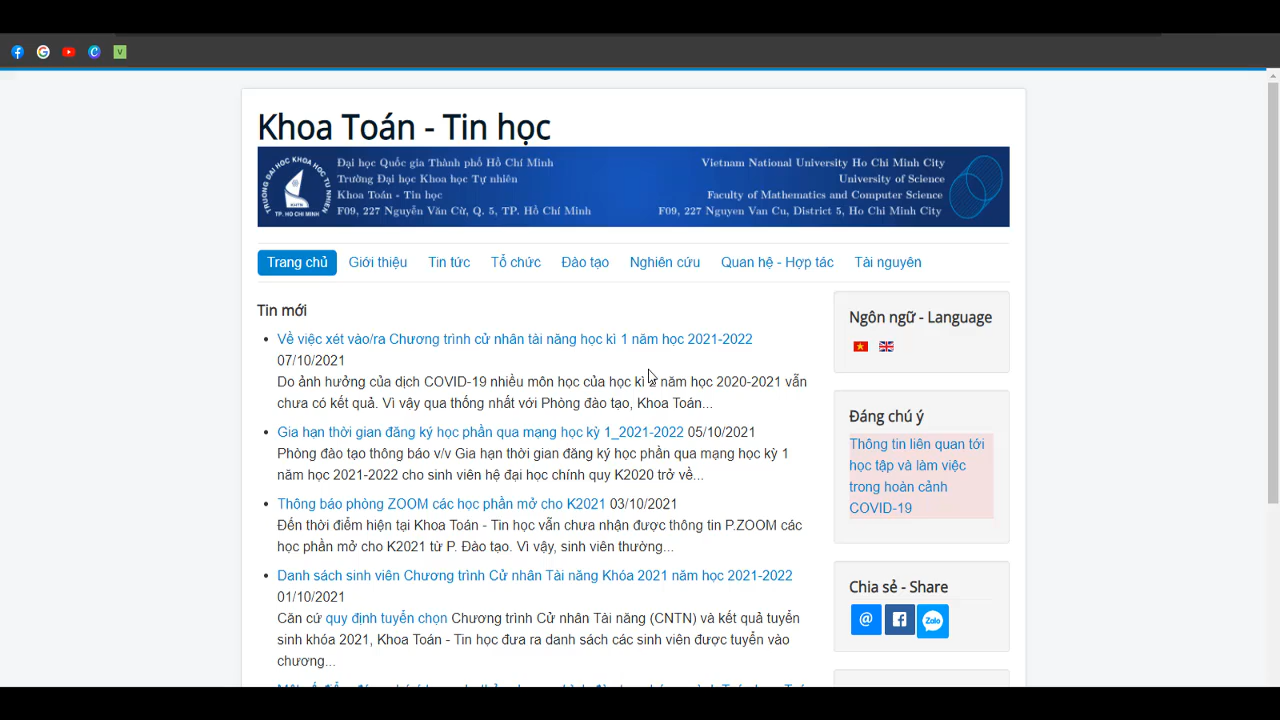 V
Khoa Toán - Tin học
TRƯỜNG ĐẠI HỌC KHOA HỌC TỰ NHIÊN
KHTN
TP. HỒ CHÍ MINH
Đại học Quốc gia Thành phố Hồ Chí Minh
Trường Đại học Khoa học Tự nhiên
Khoa Toán - Tin học
F09, 227 Nguyễn Văn Cừ, Q. 5, TP. Hồ Chí Minh
Vietnam National University Ho Chi Minh City
University of Science
Faculty of Mathematics and Computer Science
F09, 227 Nguyen Van Cu, District 5, Ho Chi Minh City
Trang chủ Giới thiệu Tin tức Tổ chức Đào tạo Nghiên cứu Quan hệ - Hợp tác Tài nguyên
Tin mới
Về việc xét vào/ra Chương trình cử nhân tài năng học kì 1 năm học 2021-2022
07/10/2021
Do ảnh hưởng của dịch COVID-19 nhiều môn học của học kì 2 năm học 2020-2021 vẫn
chưa có kết quả. Vì vậy qua thống nhất với Phòng đào tạo, Khoa Toán...
Gia hạn thời gian đăng ký học phần qua mạng học kỳ 1_2021-2022 05/10/2021
Phòng đào tạo thông báo v/v Gia hạn thời gian đăng ký học phần qua mạng học kỳ 1
năm học 2021-2022 cho sinh viên hệ đại học chính quy K2020 trở về...
Thông báo phòng ZOOM các học phần mở cho K2021 03/10/2021
Đến thời điểm hiện tại Khoa Toán - Tin học vẫn chưa nhận được thông tin P.ZOOM các
học phần mở cho K2021 từ P. Đào tạo. Vì vậy, sinh viên thường...
Danh sách sinh viên Chương trình Cử nhân Tài năng Khóa 2021 năm học 2021-2022
01/10/2021
Căn cứ quy định tuyển chọn Chương trình Cử nhân Tài năng (CNTN) và kết quả tuyển
sinh khóa 2021, Khoa Toán - Tin học đưa ra danh sách các sinh viên được tuyển vào
chương...
Ngôn ngữ - Language
Đáng chú ý
Thông tin liên quan tới
học tập và làm việc
trong hoàn cảnh
COVID-19
Chia sẻ - Share
@
Zalo